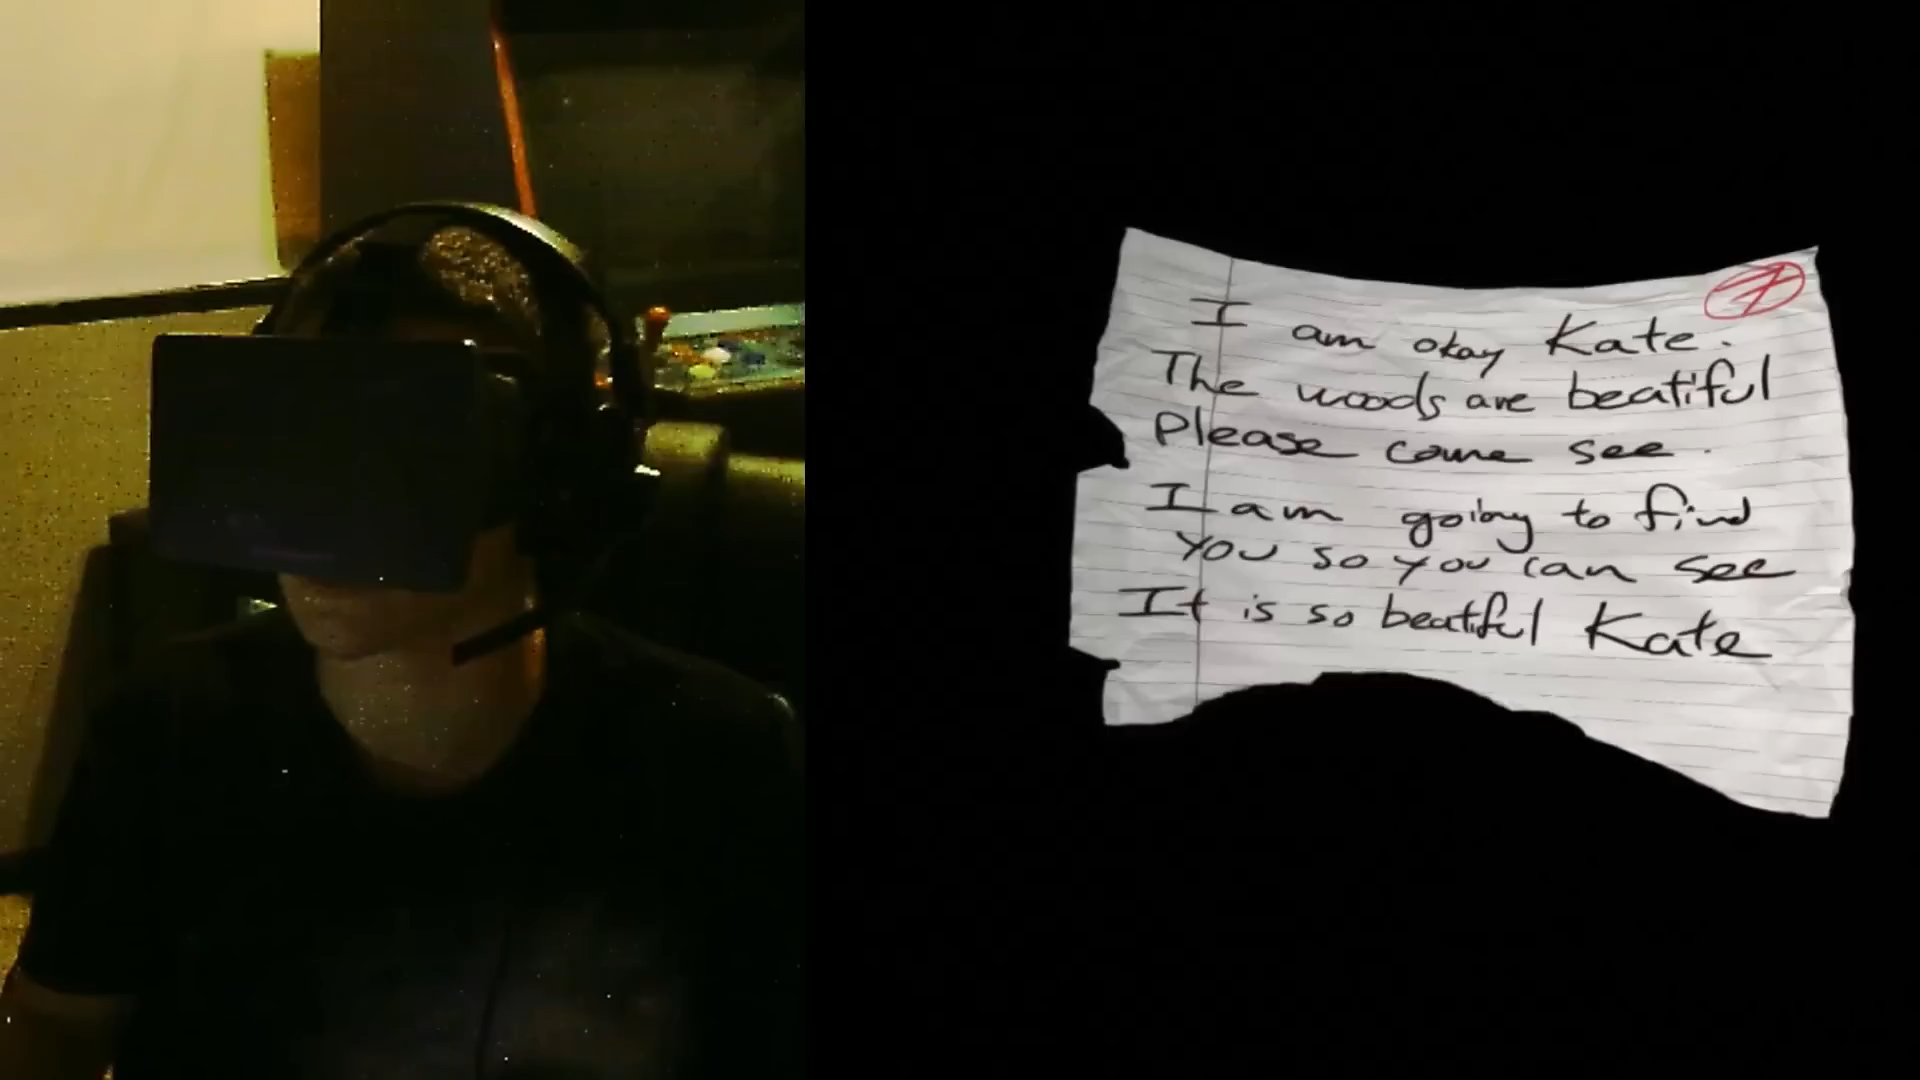 7
I am okay Kate.
The woods are beatiful
Please come see.
I am going to find
You so you can see
It is so beatiful Kate